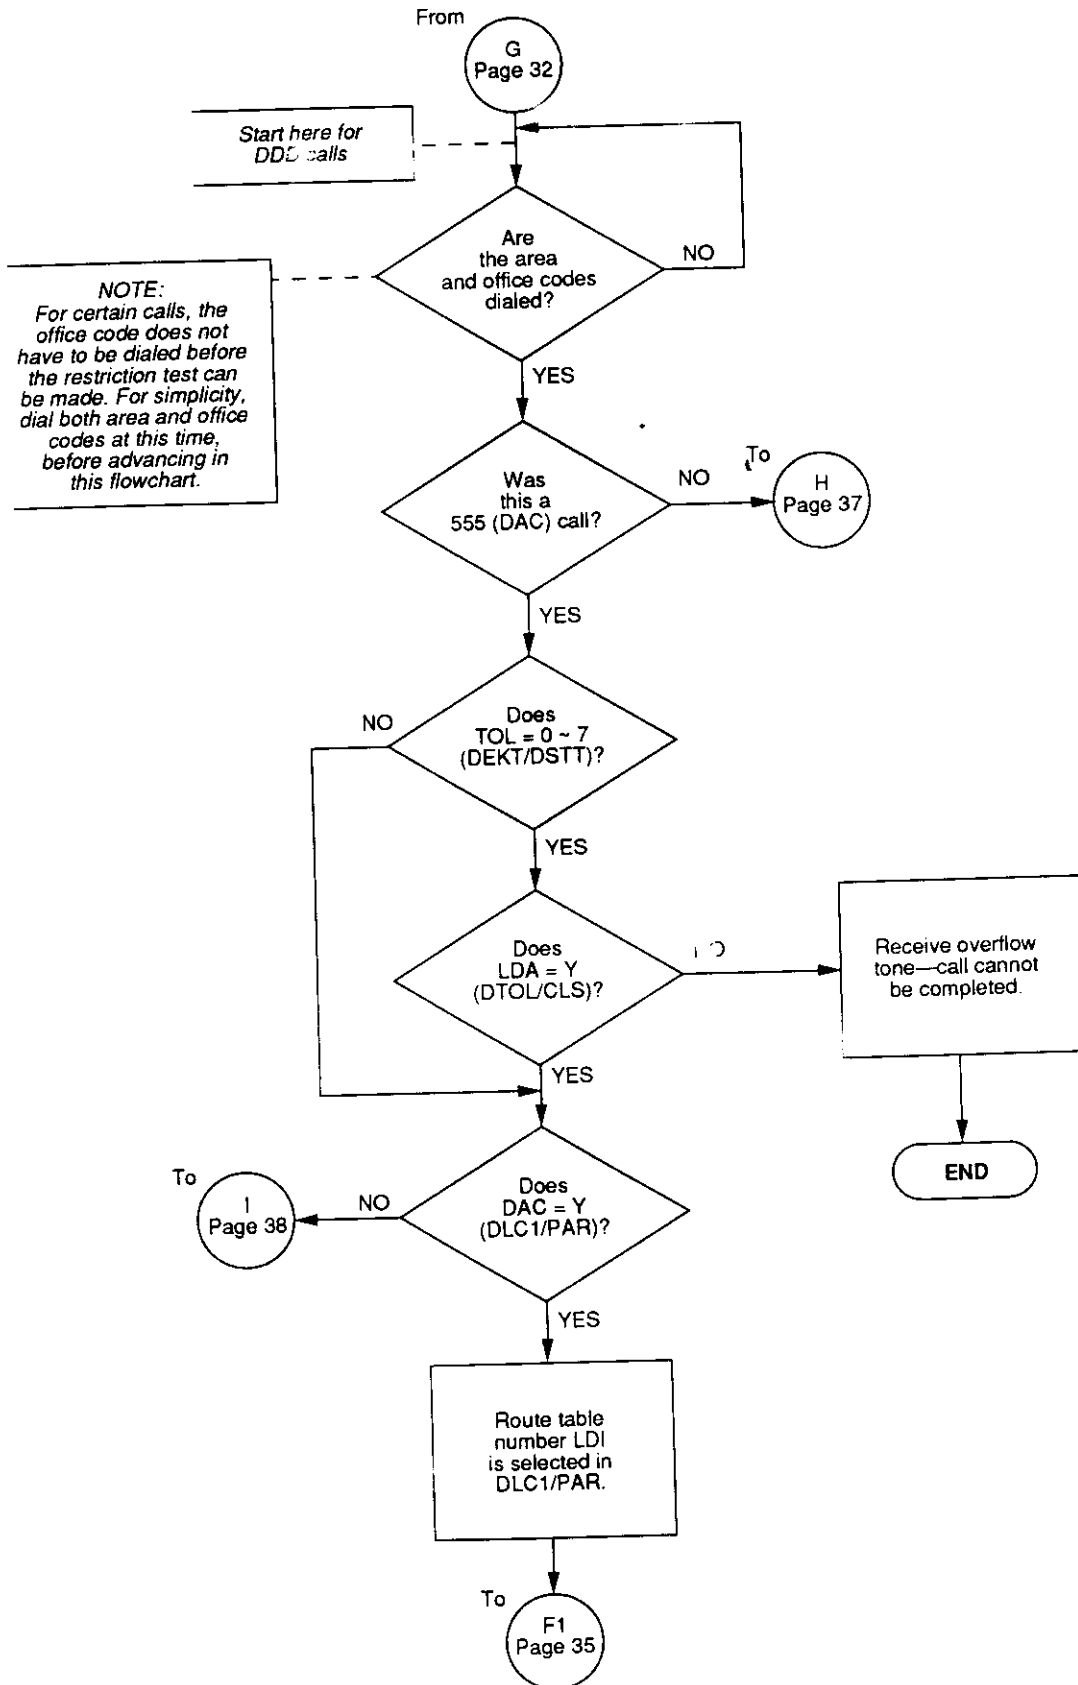 From
G
Page 32
Start here for
calls
Are
the area
and office codes
dialed?
NO
NOTE:
For certain calls, the
office code does not
have to be dialed before
the restriction test can
be made. For simplicity,
dial both area and office
codes at this time,
before advancing in
this flowchart.
YES
Was
this a
555 (DAC) call?
NO
To
H
Page 37
YES
Does
TOL = 0 ~ 7
(DEKT/DSTT)?
NO
YES
Does
LDA = Y
(DTOL/CLS)?
Receive overflow
tone—call cannot
be completed.
YES
END
Does
DAC = Y
(DLC1/PAR)?
NO
To
I
Page 38
YES
Route table
number LDI
is selected in
DLC1/PAR.
To
F1
Page 35